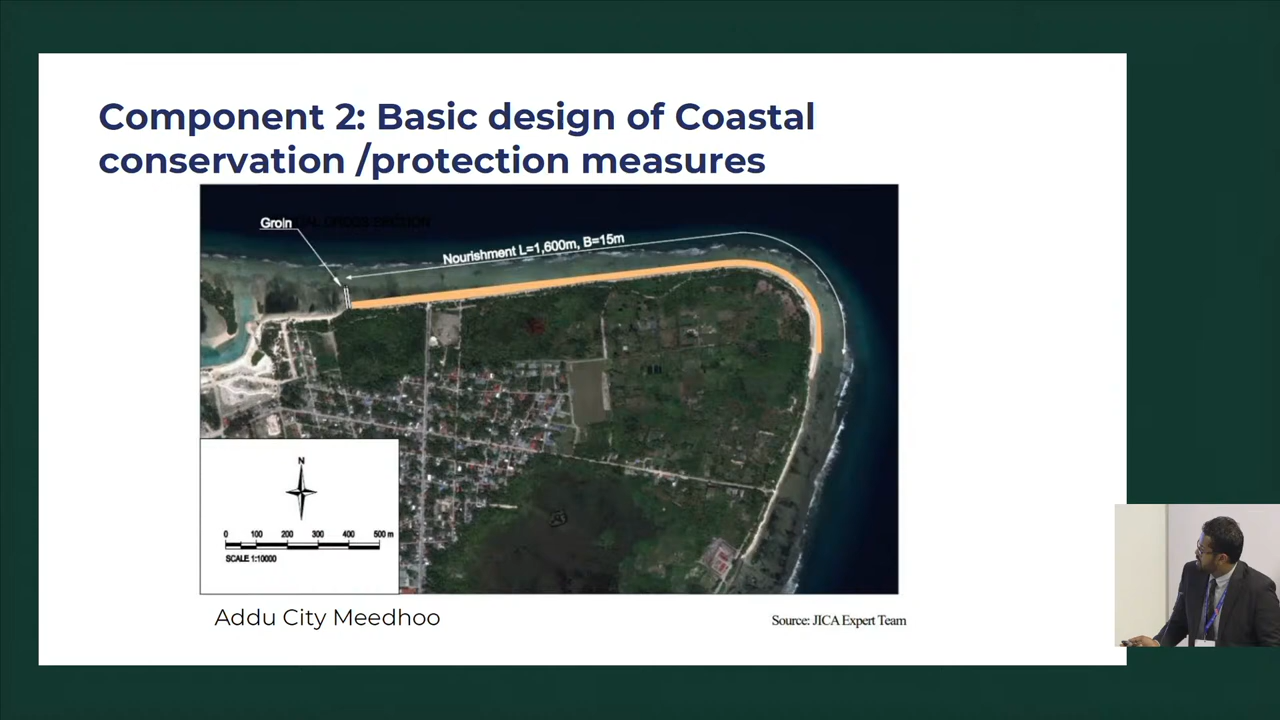 Component 2: Basic design of Coastal
conservation /protection measures
Groin
Nourishment L=1,600m, B=15m
N
0 100 200 300 400 500 m
SCALE 1:10000
Addu City Meedhoo
Source: JICA Expert Team